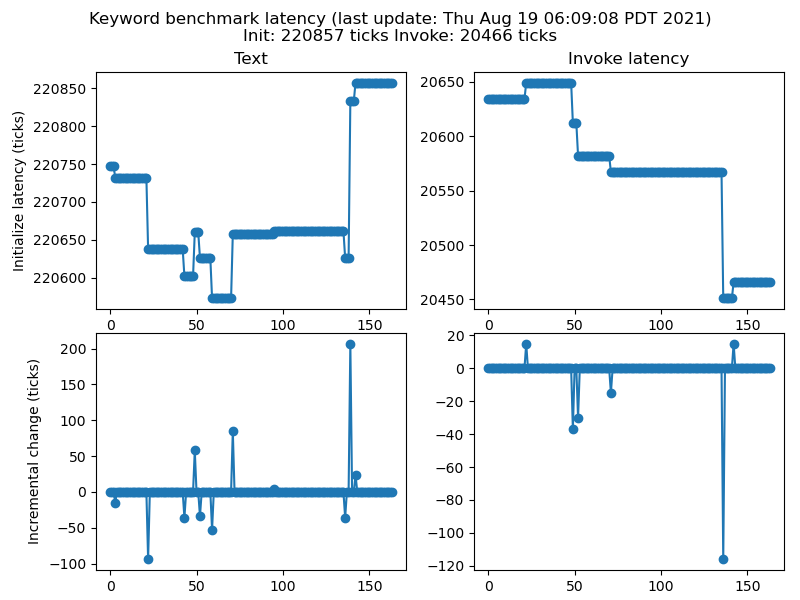 Keyword benchmark latency (last update: Thu Aug 19 06:09:08 PDT 2021)
Init: 220857 ticks Invoke: 20466 ticks
Text
Invoke latency
Initialize latency (ticks)
220850
220800
220750
220700
220650
220600
0 50 100 150
20650
20600
20550
20500
20450
0 50 100 150
Incremental change (ticks)
200
150
100
50
0
−50
−100
0 50 100 150
20
0
−20
−40
−60
−80
−100
−120
0 50 100 150